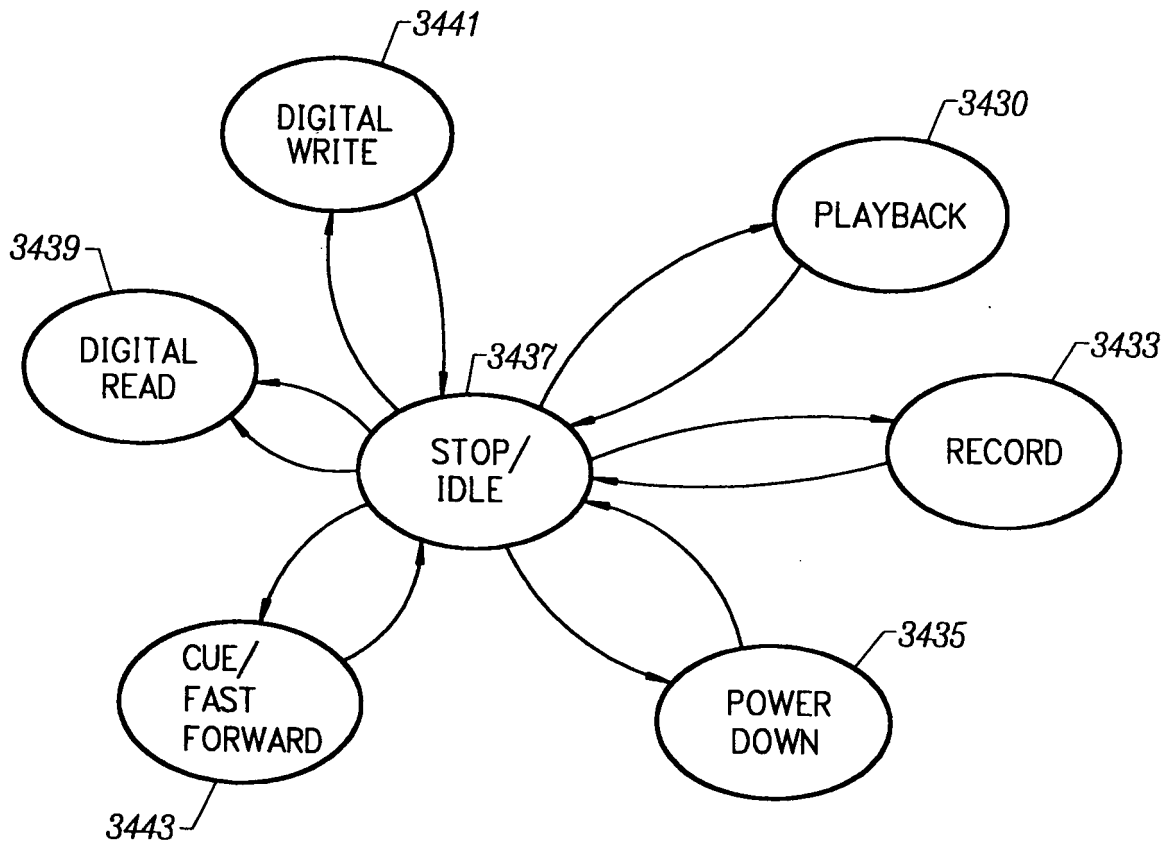 3441
DIGITAL
WRITE
3430
PLAYBACK
3439
DIGITAL
READ
3437
STOP/
IDLE
3433
RECORD
CUE/
FAST
FORWARD
3443
3435
POWER
DOWN